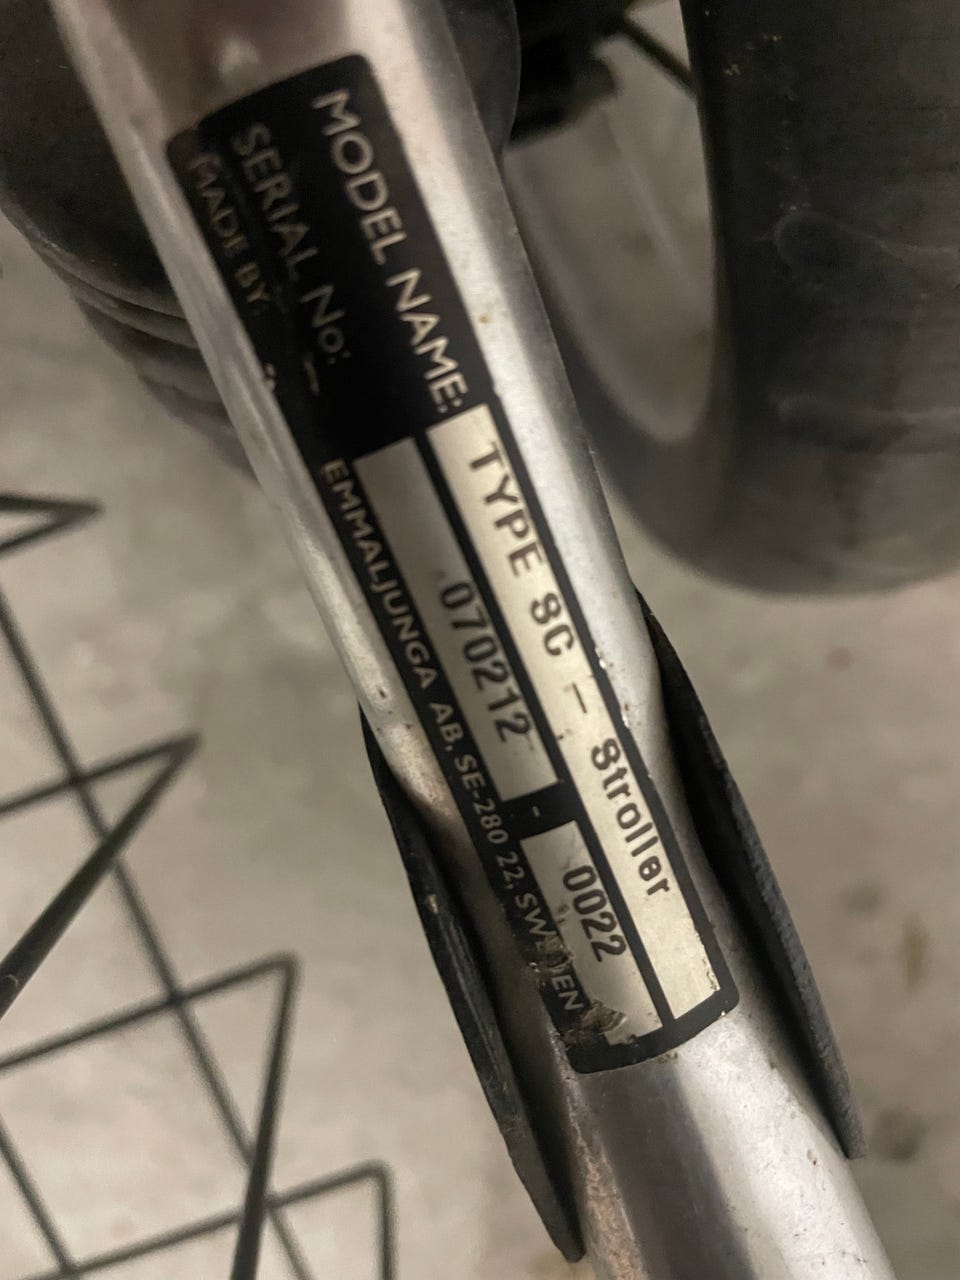 MODEL NAME: TYPE SC - Stroller
SERIAL No: 070212 - 0022
MADE BY: EMMALJUNGA AB, SE-280 22, SWEDEN